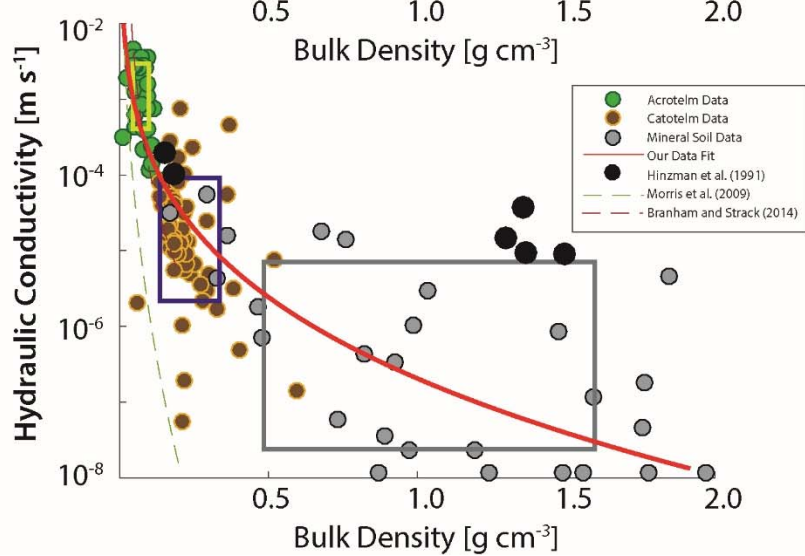 0.5 1.0 1.5 2.0
Bulk Density [g cm⁻³]
10⁻²
10⁻⁴
10⁻⁶
10⁻⁸
Hydraulic Conductivity [m s⁻¹]
Acrotelm Data
Catotelm Data
Mineral Soil Data
Our Data Fit
Hinzman et al. (1991)
Morris et al. (2009)
Branham and Strack (2014)
0.5 1.0 1.5 2.0
Bulk Density [g cm⁻³]